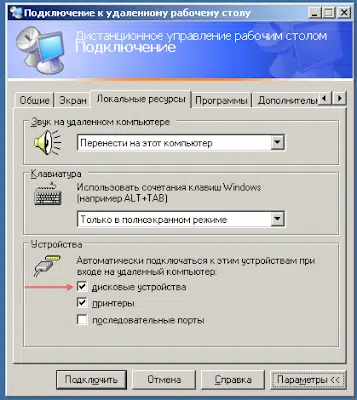 Подключение к удаленному рабочему столу
Дистанционное управление рабочим столом
Подключение
Общие
Экран
Локальные ресурсы
Программы
Дополнительн
Звук на удаленном компьютере
Перенести на этот компьютер
Клавиатура
Использовать сочетания клавиш Windows
(например ALT+TAB)
Только в полноэкранном режиме
Устройства
Автоматически подключаться к этим устройствам при
входе на удаленный компьютер:
дисковые устройства
принтеры
последовательные порты
Подключить
Отмена
Справка
Параметры <<